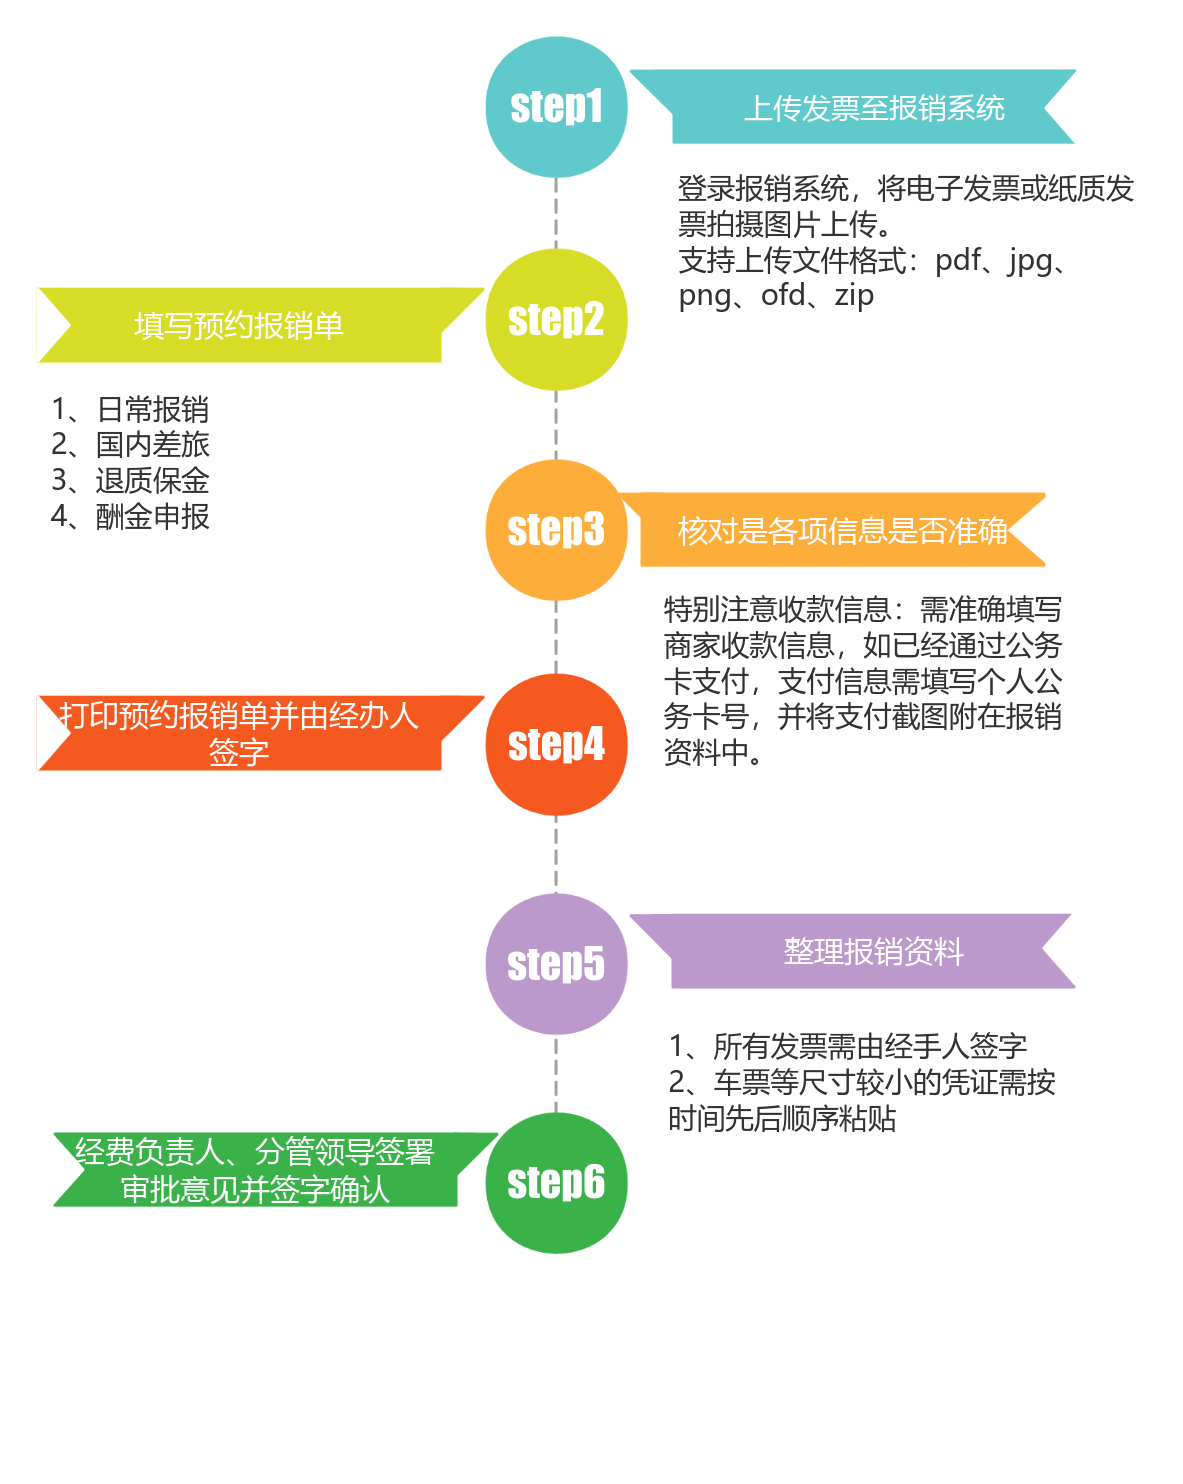 step1
上传发票至报销系统
登录报销系统，将电子发票或纸质发
票拍摄图片上传。
支持上传文件格式：pdf、jpg、
png、ofd、zip
step2
填写预约报销单
1、日常报销
2、国内差旅
3、退质保金
4、酬金申报
step3
核对是各项信息是否准确
特别注意收款信息：需准确填写
商家收款信息，如已经通过公务
卡支付，支付信息需填写个人公
务卡号，并将支付截图附在报销
资料中。
step4
打印预约报销单并由经办人
签字
step5
整理报销资料
1、所有发票需由经手人签字
2、车票等尺寸较小的凭证需按
时间先后顺序粘贴
step6
经费负责人、分管领导签署
审批意见并签字确认